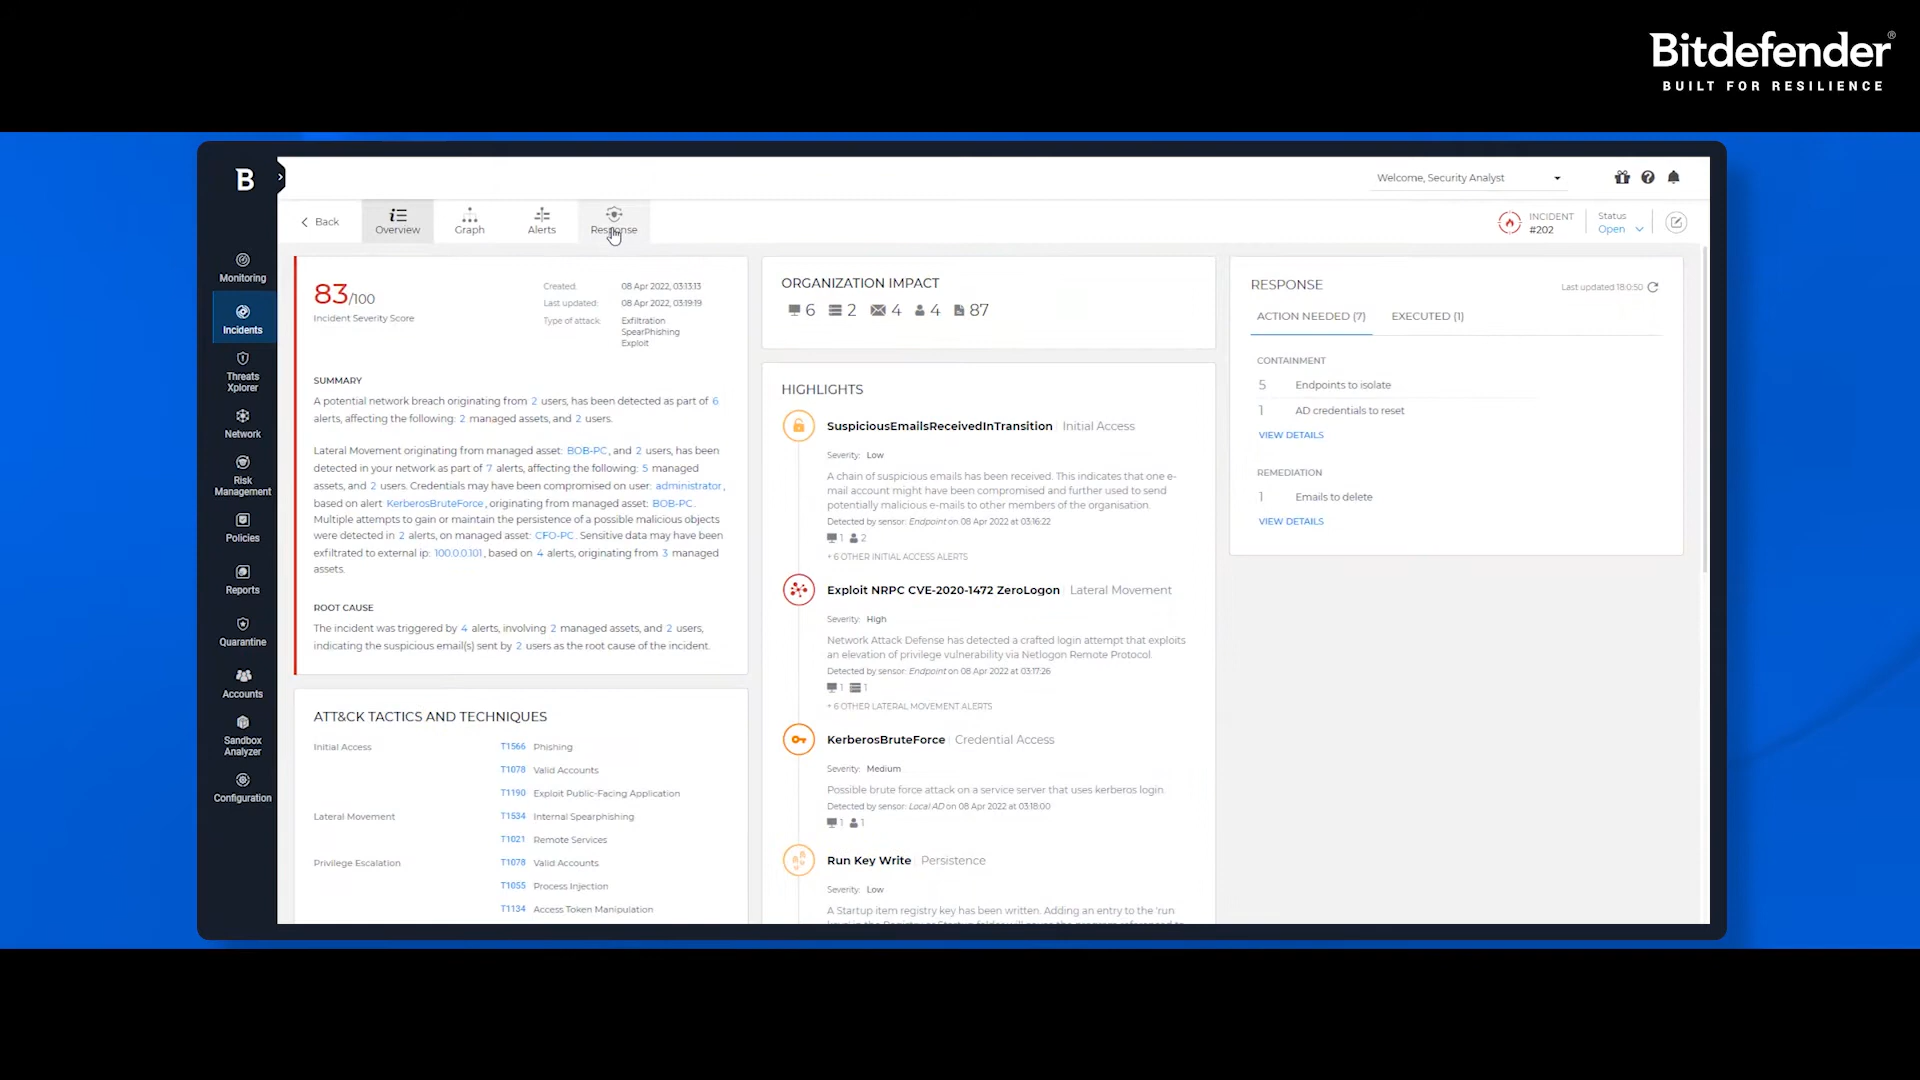 Bitdefender®
BUILT FOR RESILIENCE
B
Welcome, Security Analyst
Back
Overview
Graph
Alerts
Response
INCIDENT
#202
Status
Open
Monitoring
Incidents
Threats
Xplorer
Network
Risk
Management
Policies
Reports
Quarantine
Accounts
Sandbox
Analyzer
Configuration
83/100
Incident Severity Score
Created: 08 Apr 2022, 03:13:13
Last updated: 08 Apr 2022, 03:19:19
Type of attack: Exfiltration
SpearPhishing
Exploit
SUMMARY
A potential network breach originating from 2 users, has been detected as part of 6
alerts, affecting the following: 2 managed assets, and 2 users.
Lateral Movement originating from managed asset: BOB-PC, and 2 users, has been
detected in your network as part of 7 alerts, affecting the following: 5 managed
assets, and 2 users. Credentials may have been compromised on user: administrator,
based on alert KerberosBruteForce, originating from managed asset: BOB-PC.
Multiple attempts to gain or maintain the persistence of a possible malicious objects
were detected in 2 alerts, on managed asset: CFO-PC. Sensitive data may have been
exfiltrated to external ip: 100.0.0.101, based on 4 alerts, originating from 3 managed
assets.
ROOT CAUSE
The incident was triggered by 4 alerts, involving 2 managed assets, and 2 users,
indicating the suspicious email(s) sent by 2 users as the root cause of the incident.
ATT&CK TACTICS AND TECHNIQUES
Initial Access T1566 Phishing
T1078 Valid Accounts
T1190 Exploit Public-Facing Application
Lateral Movement T1534 Internal Spearphishing
T1021 Remote Services
Privilege Escalation T1078 Valid Accounts
T1055 Process Injection
T1134 Access Token Manipulation
ORGANIZATION IMPACT
6 2 4 4 87
HIGHLIGHTS
SuspiciousEmailsReceivedInTransition Initial Access
Severity: Low
A chain of suspicious emails has been received. This indicates that one e-
mail account might have been compromised and further used to send
potentially malicious e-mails to other members of the organisation.
Detected by sensor: Endpoint on 08 Apr 2022 at 03:16:22
1 2
+ 6 OTHER INITIAL ACCESS ALERTS
Exploit NRPC CVE-2020-1472 ZeroLogon Lateral Movement
Severity: High
Network Attack Defense has detected a crafted login attempt that exploits
an elevation of privilege vulnerability via Netlogon Remote Protocol.
Detected by sensor: Endpoint on 08 Apr 2022 at 03:17:26
1 1
+ 6 OTHER LATERAL MOVEMENT ALERTS
KerberosBruteForce Credential Access
Severity: Medium
Possible brute force attack on a service server that uses kerberos login.
Detected by sensor: Local AD on 08 Apr 2022 at 03:18:00
1 1
Run Key Write Persistence
Severity: Low
A Startup item registry key has been written. Adding an entry to the 'run
RESPONSE
Last updated 18:0:50
ACTION NEEDED (7)
EXECUTED (1)
CONTAINMENT
5 Endpoints to isolate
1 AD credentials to reset
VIEW DETAILS
REMEDIATION
1 Emails to delete
VIEW DETAILS